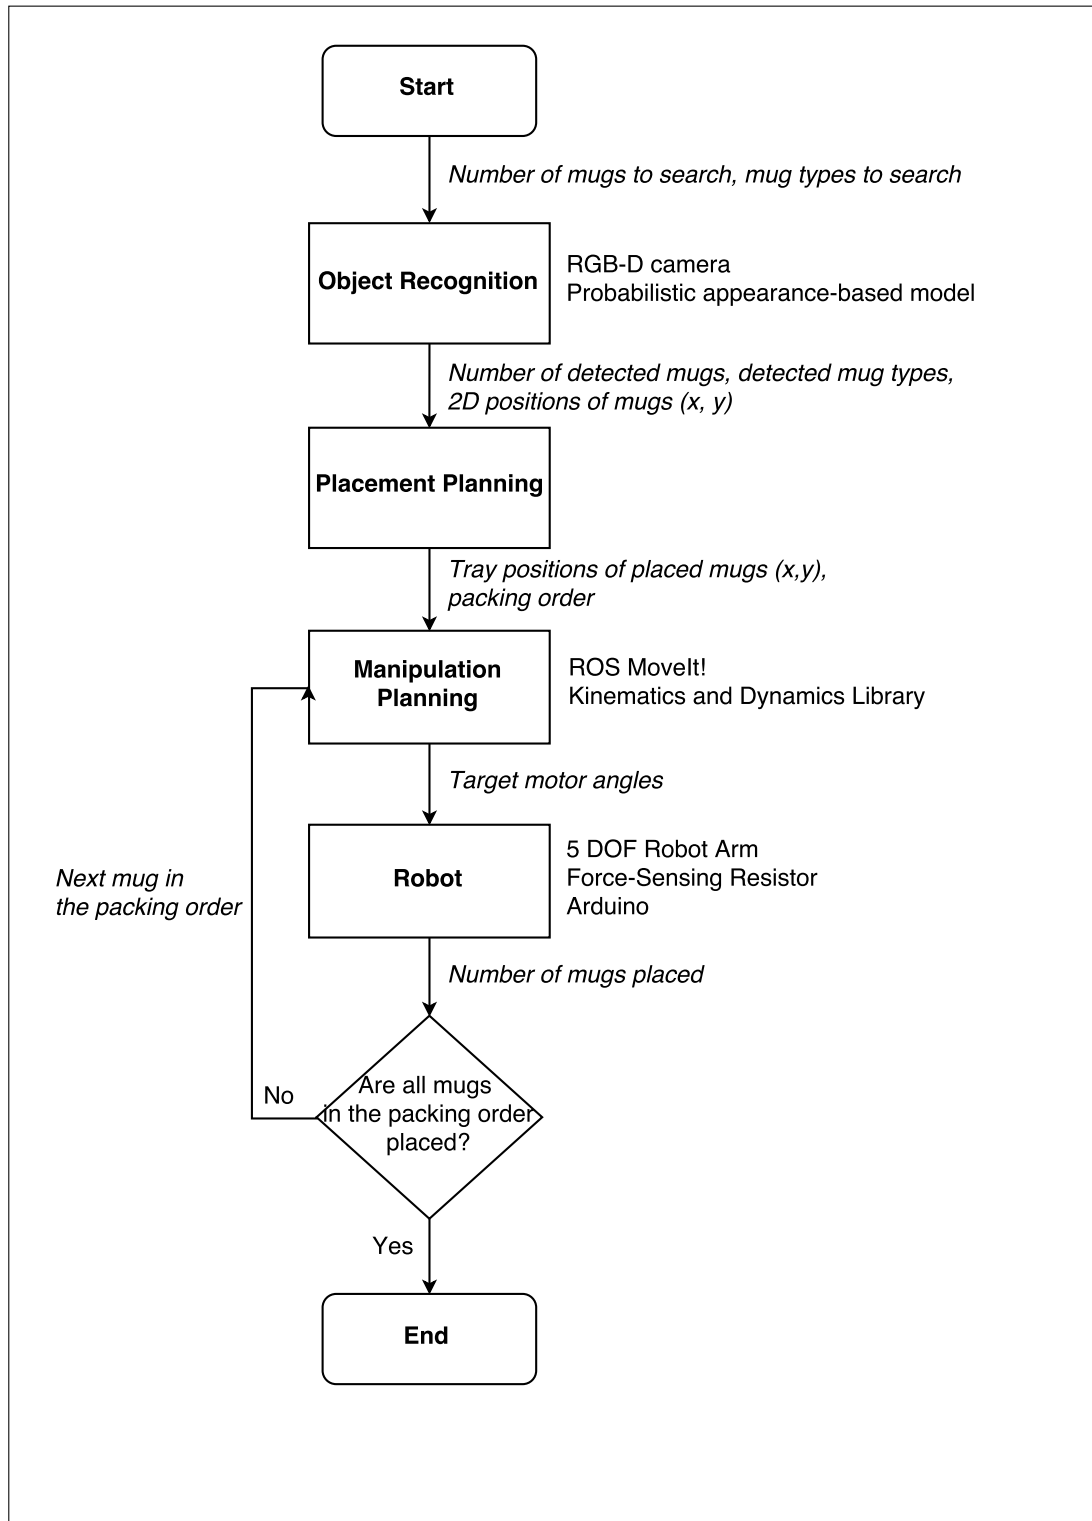 Start
Number of mugs to search, mug types to search
Object Recognition
RGB-D camera
Probabilistic appearance-based model
Number of detected mugs, detected mug types,
2D positions of mugs (x, y)
Placement Planning
Tray positions of placed mugs (x,y),
packing order
Manipulation
Planning
ROS MoveIt!
Kinematics and Dynamics Library
Target motor angles
Robot
5 DOF Robot Arm
Force-Sensing Resistor
Arduino
Next mug in
the packing order
Number of mugs placed
Are all mugs
in the packing order
placed?
No
Yes
End